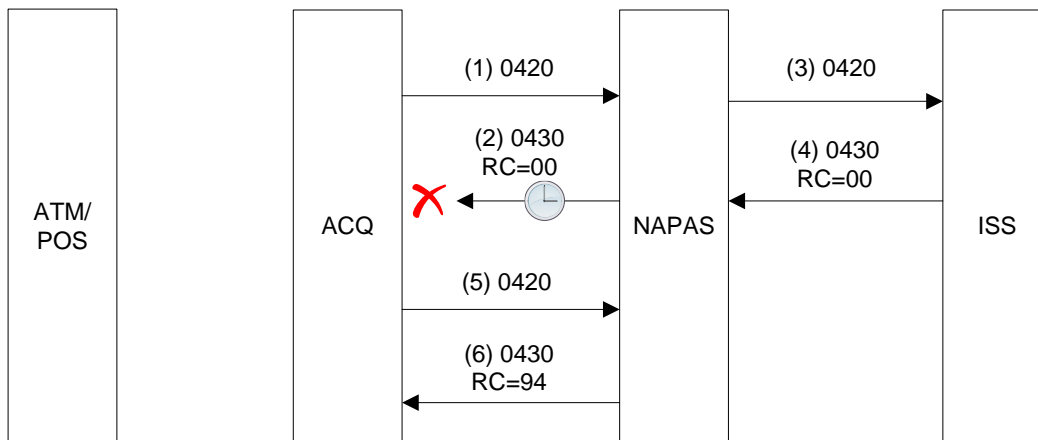 (1) 0420
(3) 0420
(2) 0430
RC=00
(4) 0430
RC=00
ATM/
POS
ACQ
NAPAS
ISS
(5) 0420
(6) 0430
RC=94